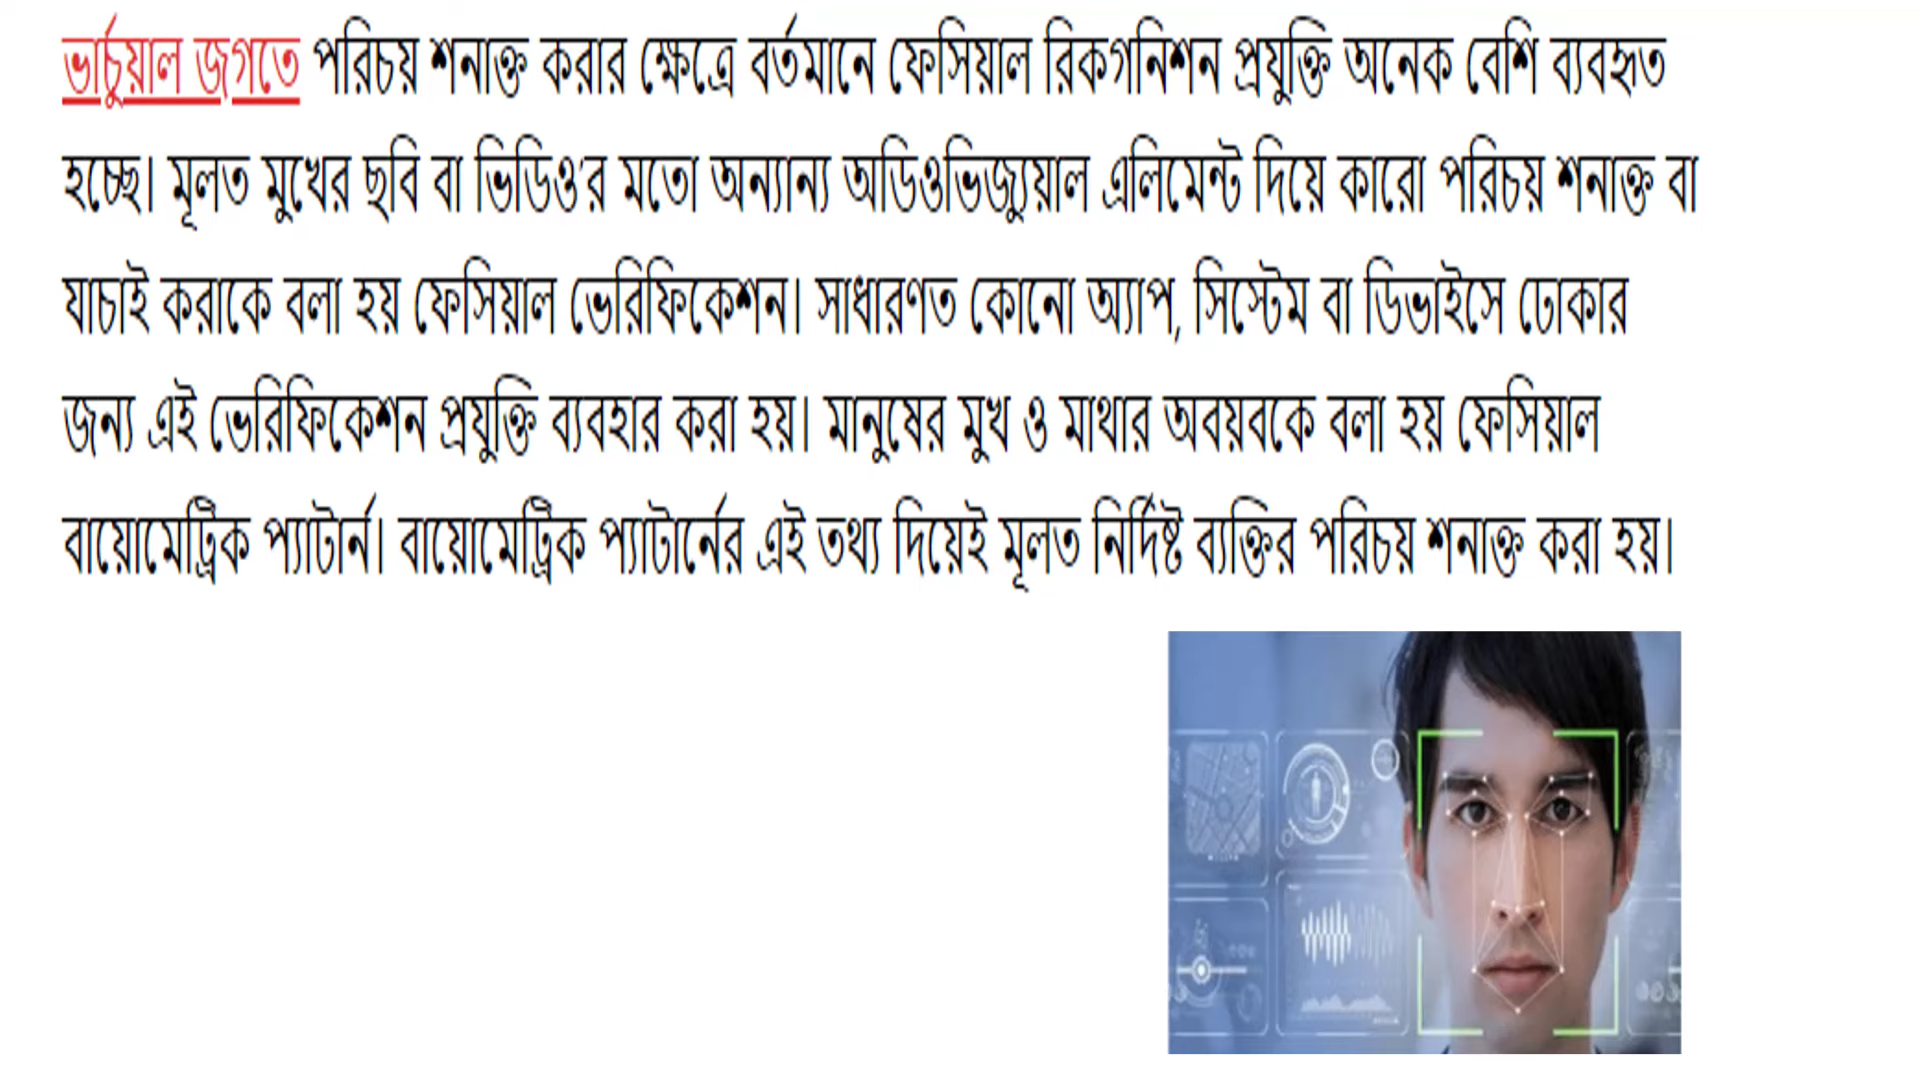 ভার্চুয়াল জগতে পরিচয় শনাক্ত করার ক্ষেত্রে বর্তমানে ফেসিয়াল রিকগনিশন প্রযুক্তি অনেক বেশি ব্যবহৃত
হচ্ছে। মূলত মুখের ছবি বা ভিডিও'র মতো অন্যান্য অডিওভিজ্যুয়াল এলিমেন্ট দিয়ে কারো পরিচয় শনাক্ত বা
যাচাই করাকে বলা হয় ফেসিয়াল ভেরিফিকেশন। সাধারণত কোনো অ্যাপ, সিস্টেম বা ডিভাইসে ঢোকার
জন্য এই ভেরিফিকেশন প্রযুক্তি ব্যবহার করা হয়। মানুষের মুখ ও মাথার অবয়বকে বলা হয় ফেসিয়াল
বায়োমেট্রিক প্যাটার্ন। বায়োমেট্রিক প্যাটার্নের এই তথ্য দিয়েই মূলত নির্দিষ্ট ব্যক্তির পরিচয় শনাক্ত করা হয়।